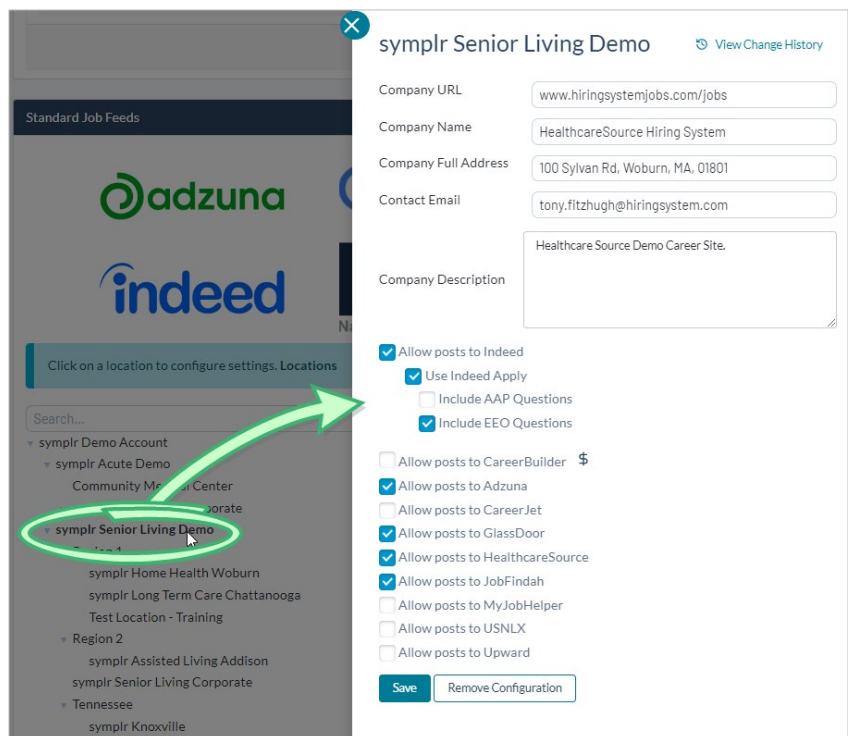 symplr Senior Living Demo
View Change History
Company URL
www.hiringsystemjobs.com/jobs
Company Name
HealthcareSource Hiring System
Company Full Address
100 Sylvan Rd, Woburn, MA, 01801
Contact Email
tony.fitzhugh@hiringsystem.com
Company Description
Healthcare Source Demo Career Site.
Allow posts to Indeed
Use Indeed Apply
Include AAP Questions
Include EEO Questions
Allow posts to CareerBuilder $
Allow posts to Adzuna
Allow posts to CareerJet
Allow posts to GlassDoor
Allow posts to HealthcareSource
Allow posts to JobFindah
Allow posts to MyJobHelper
Allow posts to USNLX
Allow posts to Upward
Save
Remove Configuration
Standard Job Feeds
adzuna
indeed
Click on a location to configure settings. Locations
Search...
symplr Demo Account
symplr Acute Demo
Community Center
symplr Senior Living Demo
symplr Home Health Woburn
symplr Long Term Care Chattanooga
Test Location - Training
Region 2
symplr Assisted Living Addison
symplr Senior Living Corporate
Tennessee
symplr Knoxville